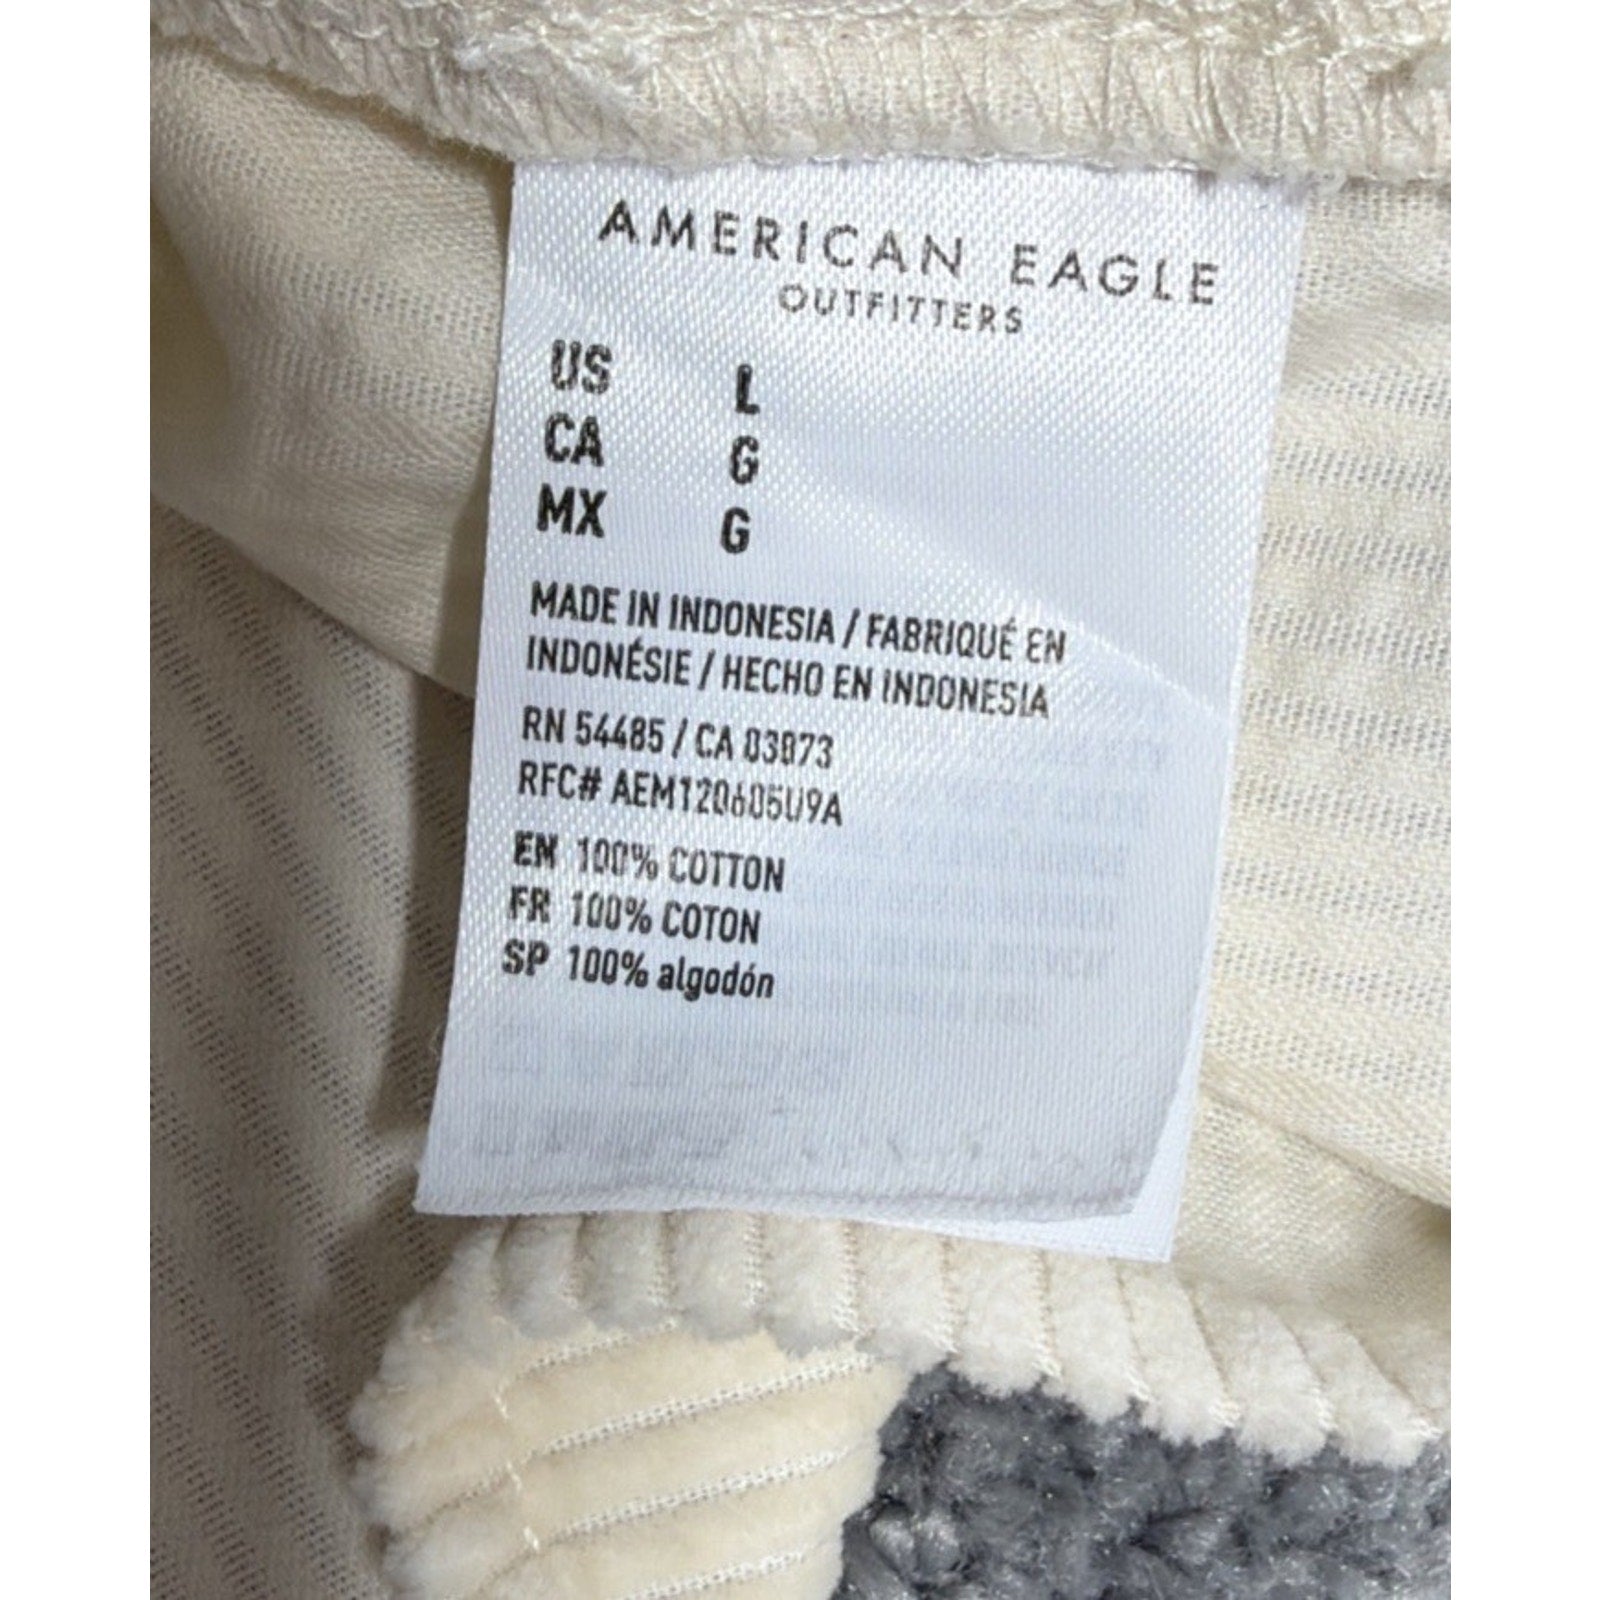 AMERICAN EAGLE
OUTFITTERS
US L
CA G
MX G
MADE IN INDONESIA / FABRIQUÉ EN
INDONÉSIE / HECHO EN INDONESIA
RN 54485 / CA 03073
RFC# AEM120605U9A
EN 100% COTTON
FR 100% COTON
SP 100% algodón